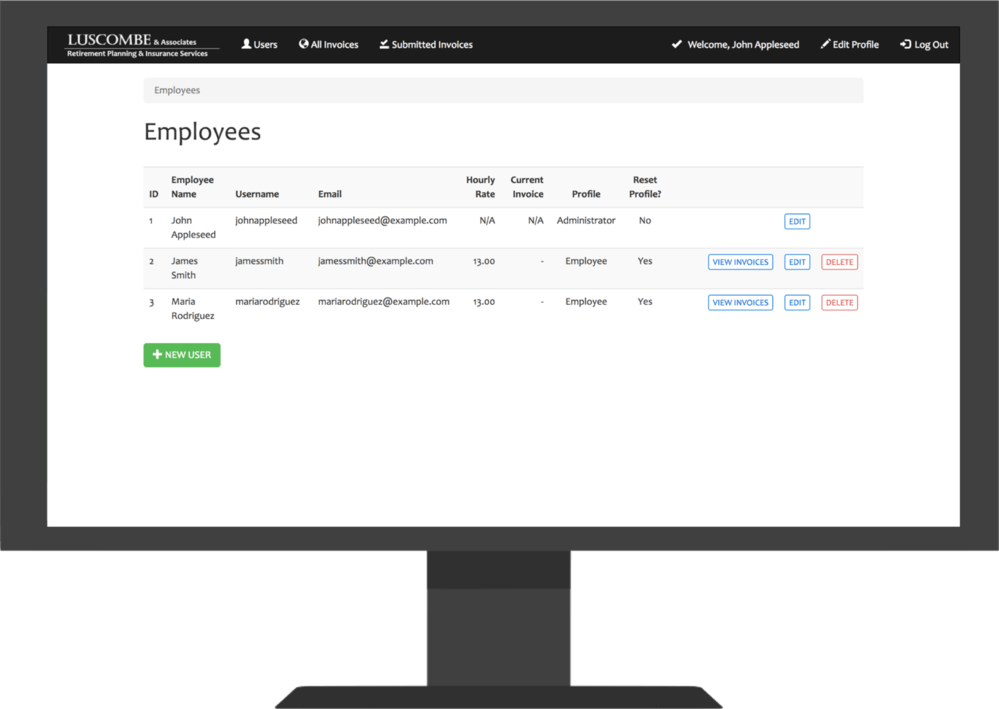 LUSCOMBE & Associates
Retirement Planning & Insurance Services
Users All Invoices Submitted Invoices Welcome, John Appleseed Edit Profile Log Out
Employees
Employees
ID Employee Name Username Email Hourly Rate Current Invoice Profile Reset Profile?
1 John Appleseed johnappleseed johnappleseed@example.com N/A N/A Administrator No EDIT
2 James Smith jamessmith jamessmith@example.com 13.00 - Employee Yes VIEW INVOICES EDIT DELETE
3 Maria Rodriguez mariarodriguez mariarodriguez@example.com 13.00 - Employee Yes VIEW INVOICES EDIT DELETE
NEW USER